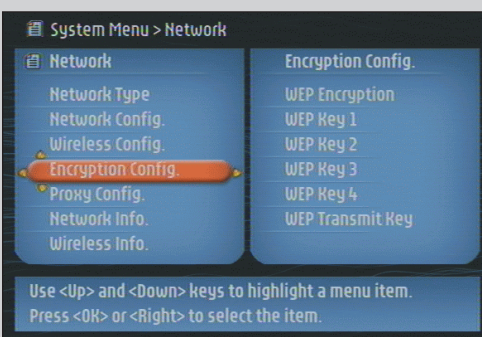 System Menu > Network
Network
Network Type
Network Config.
Wireless Config.
Encryption Config.
Proxy Config.
Network Info.
Wireless Info.
Encryption Config.
WEP Encryption
WEP Key 1
WEP Key 2
WEP Key 3
WEP Key 4
WEP Transmit Key
Use <Up> and <Down> keys to highlight a menu item.
Press <OK> or <Right> to select the item.